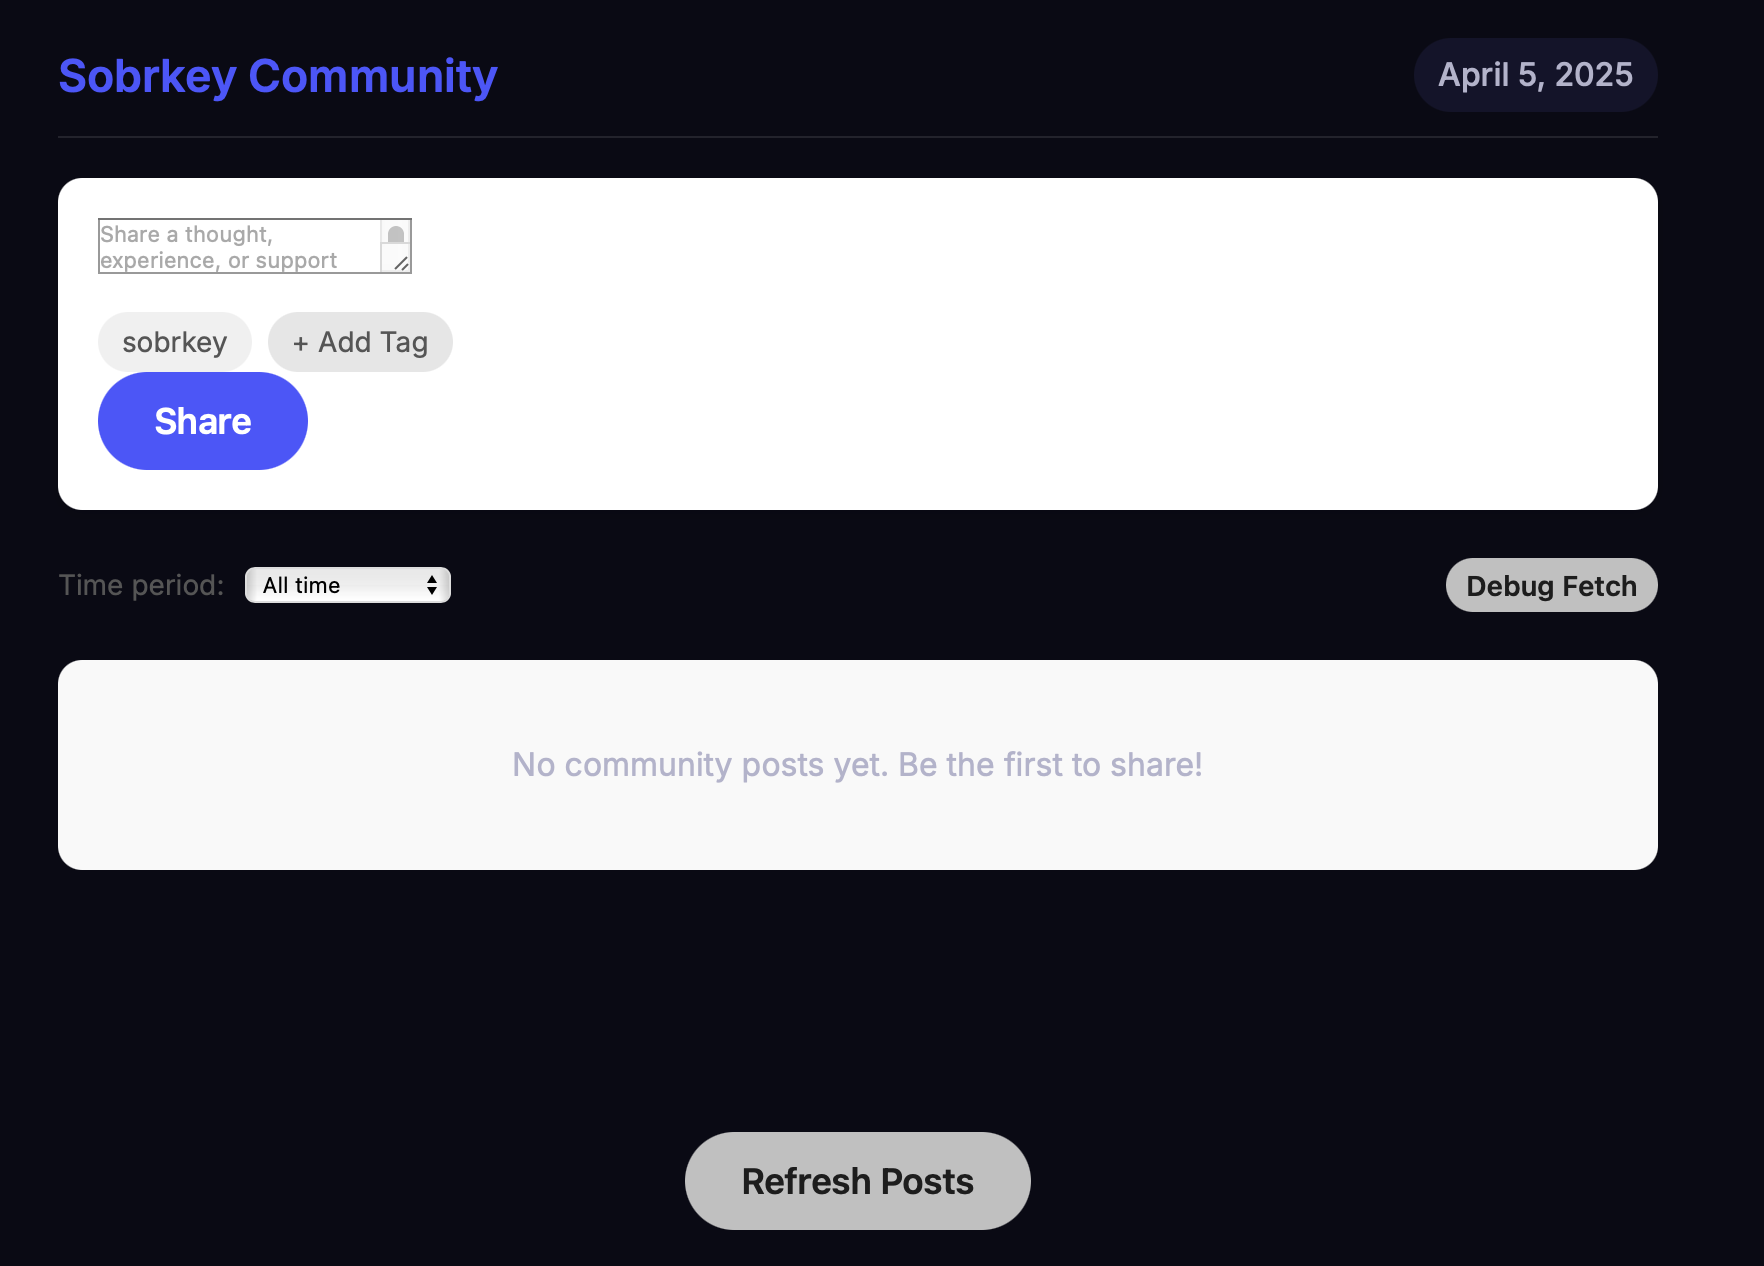 Sobrkey Community
April 5, 2025
Share a thought,
experience, or support
sobrkey
+ Add Tag
Share
Time period:
All time
Debug Fetch
No community posts yet. Be the first to share!
Refresh Posts